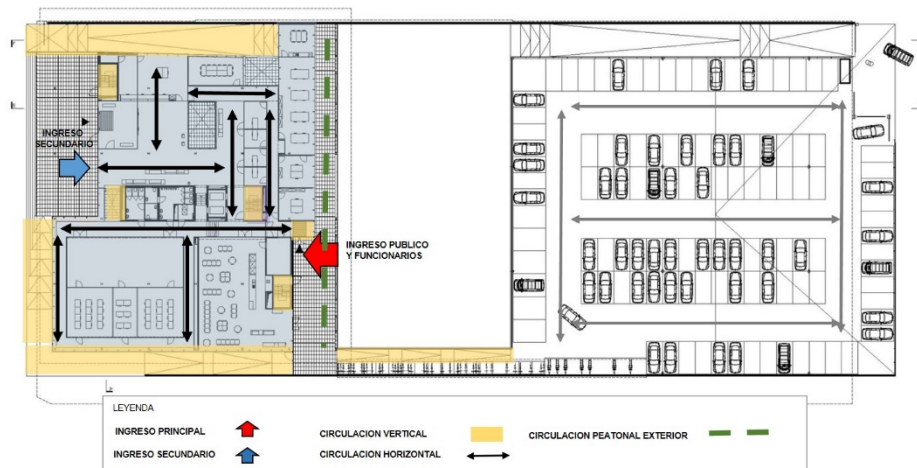 INGRESO
SECUNDARIO
INGRESO PUBLICO
Y FUNCIONARIOS
LEYENDA
INGRESO PRINCIPAL
CIRCULACION VERTICAL
CIRCULACION PEATONAL EXTERIOR
INGRESO SECUNDARIO
CIRCULACION HORIZONTAL